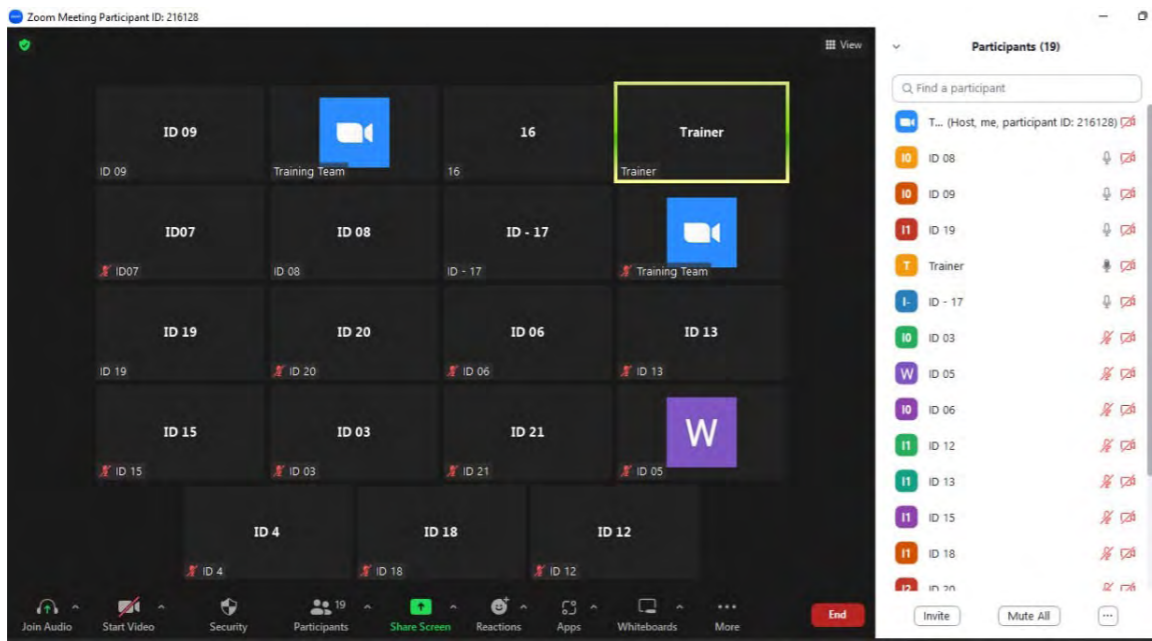 Zoom Meeting Participant ID: 216128
View
ID 09
ID 09
Training Team
16
16
Trainer
Trainer
ID07
ID07
ID 08
ID 08
ID - 17
ID - 17
Training Team
ID 19
ID 19
ID 20
ID 20
ID 06
ID 06
ID 13
ID 13
ID 15
ID 15
ID 03
ID 03
ID 21
ID 21
W
ID 05
ID 4
ID 4
ID 18
ID 18
ID 12
ID 12
Join Audio
Start Video
Security
19
Participants
Share Screen
Reactions
Apps
Whiteboards
More
End
Participants (19)
Find a participant
T... (Host, me, participant ID: 216128)
I0 ID 08
I0 ID 09
I1 ID 19
T Trainer
I- ID - 17
I0 ID 03
W ID 05
I0 ID 06
I1 ID 12
I1 ID 13
I1 ID 15
I1 ID 18
I2 ID 20
Invite
Mute All